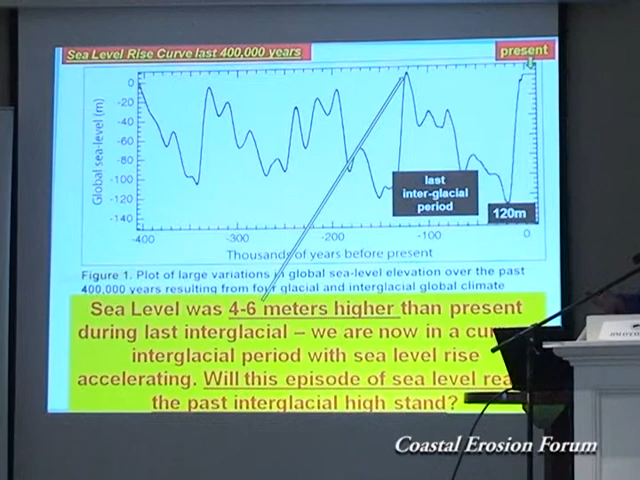 Sea Level Rise Curve last 400,000 years
present
0
-20
-40
-60
-80
-100
-120
-140
Global sea-level (m)
last
inter-glacial
period
120m
-400 -300 -200 -100 0
Thousands of years before present
Figure 1. Plot of large variations in global sea-level elevation over the past
400,000 years resulting from four glacial and interglacial global climate
Sea Level was 4-6 meters higher than present
during last interglacial – we are now in a
interglacial period with sea level rise
accelerating. Will this episode of sea level
the past interglacial high stand?
Coastal Erosion Forum